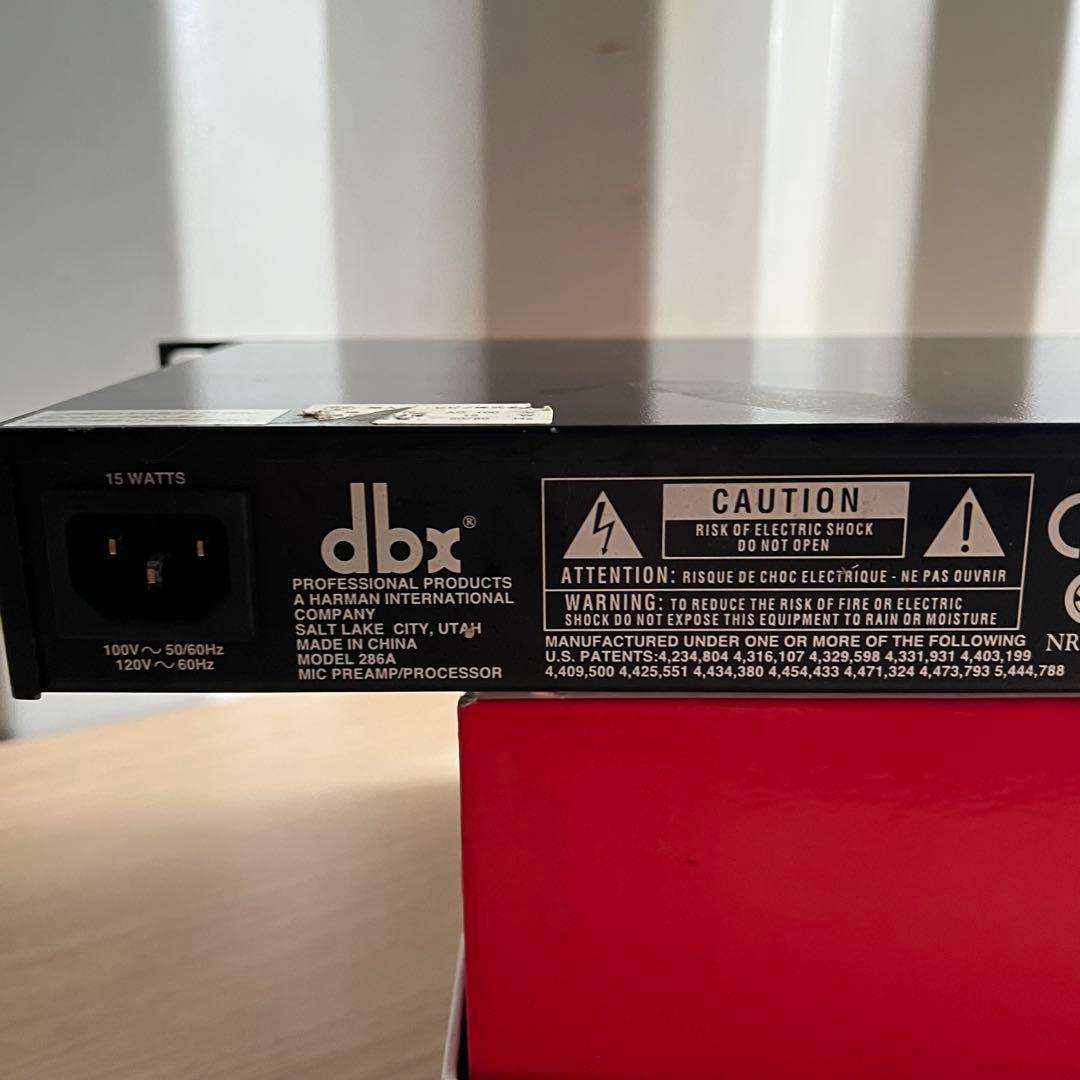 15 WATTS
100V～50/60Hz
120V～60Hz
dbx®
PROFESSIONAL PRODUCTS
A HARMAN INTERNATIONAL
COMPANY
SALT LAKE CITY, UTAH
MADE IN CHINA
MODEL 286A
MIC PREAMP/PROCESSOR
CAUTION
RISK OF ELECTRIC SHOCK
DO NOT OPEN
ATTENTION: RISQUE DE CHOC ELECTRIQUE - NE PAS OUVRIR
WARNING: TO REDUCE THE RISK OF FIRE OR ELECTRIC
SHOCK DO NOT EXPOSE THIS EQUIPMENT TO RAIN OR MOISTURE
MANUFACTURED UNDER ONE OR MORE OF THE FOLLOWING
U.S. PATENTS:4,234,804 4,316,107 4,329,598 4,331,931 4,403,199
4,409,500 4,425,551 4,434,380 4,454,433 4,471,324 4,473,793 5,444,788
NR